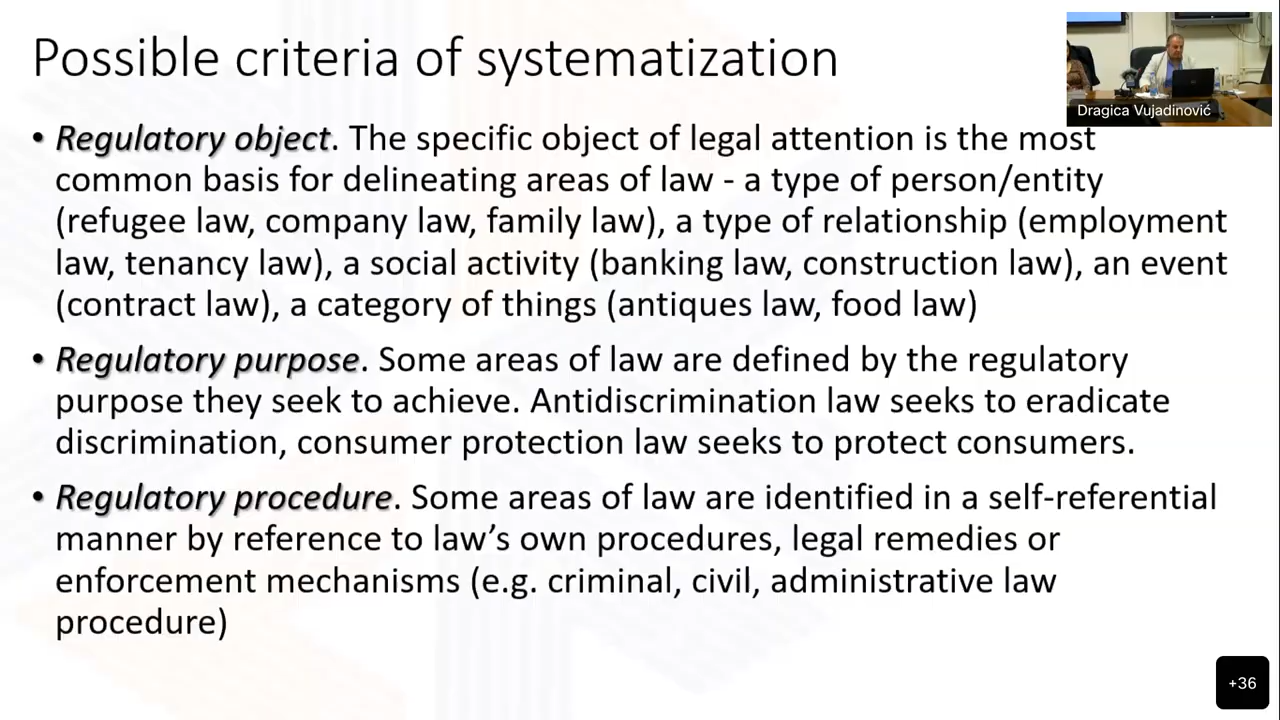 Possible criteria of systematization
Dragica Vujadinović
• Regulatory object. The specific object of legal attention is the most
common basis for delineating areas of law - a type of person/entity
(refugee law, company law, family law), a type of relationship (employment
law, tenancy law), a social activity (banking law, construction law), an event
(contract law), a category of things (antiques law, food law)
• Regulatory purpose. Some areas of law are defined by the regulatory
purpose they seek to achieve. Antidiscrimination law seeks to eradicate
discrimination, consumer protection law seeks to protect consumers.
• Regulatory procedure. Some areas of law are identified in a self-referential
manner by reference to law’s own procedures, legal remedies or
enforcement mechanisms (e.g. criminal, civil, administrative law
procedure)
+36